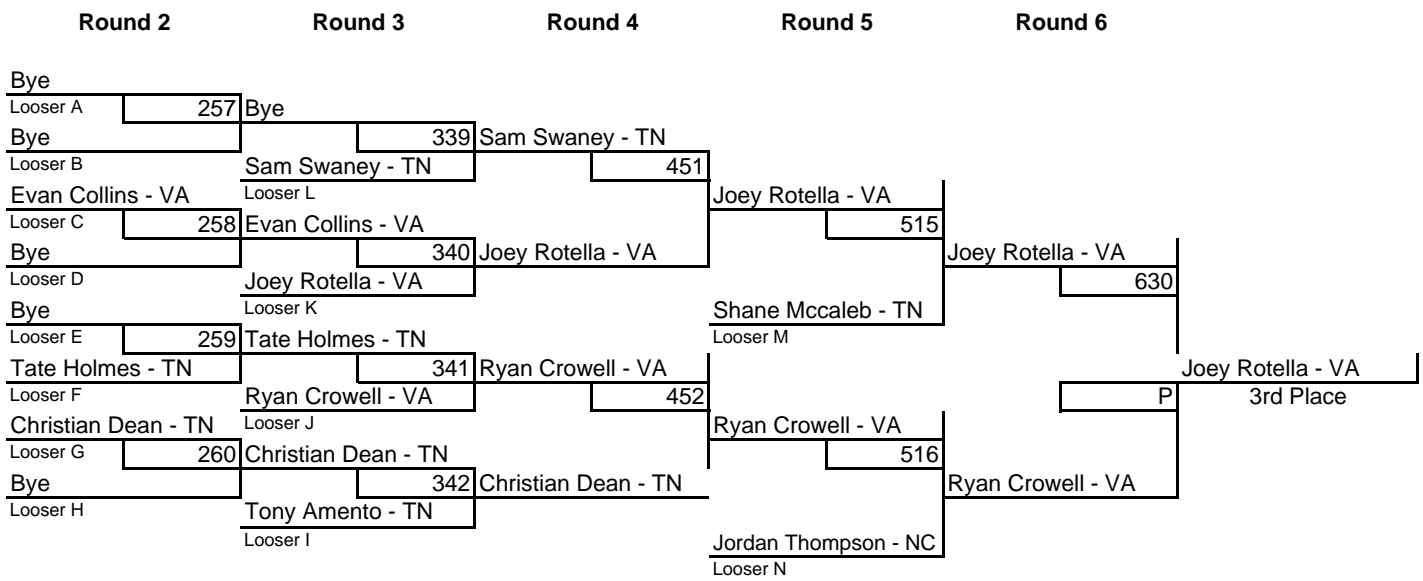 Round 2 Round 3 Round 4 Round 5 Round 6
Bye
Looser A 257 Bye
Bye 339 Sam Swaney - TN
Looser B Sam Swaney - TN 451
Evan Collins - VA Looser L Joey Rotella - VA
Looser C 258 Evan Collins - VA 515
Bye 340 Joey Rotella - VA Joey Rotella - VA
Looser D Joey Rotella - VA 630
Bye Looser K Shane Mccaleb - TN
Looser E 259 Tate Holmes - TN Looser M
Tate Holmes - TN 341 Ryan Crowell - VA Joey Rotella - VA
Looser F Ryan Crowell - VA 452 P 3rd Place
Christian Dean - TN Looser J Ryan Crowell - VA
Looser G 260 Christian Dean - TN 516
Bye 342 Christian Dean - TN Ryan Crowell - VA
Looser H Tony Amento - TN
Looser I Jordan Thompson - NC
Looser N